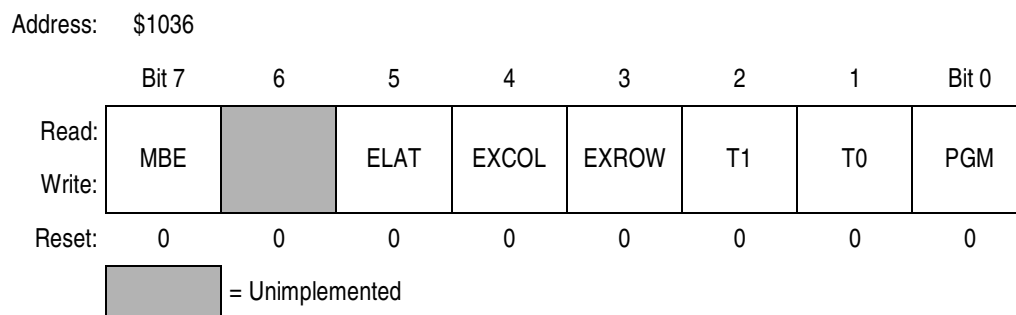 Address: $1036
Bit 7 6 5 4 3 2 1 Bit 0
Read:
MBE ELAT EXCOL EXROW T1 T0 PGM
Write:
Reset: 0 0 0 0 0 0 0 0
= Unimplemented